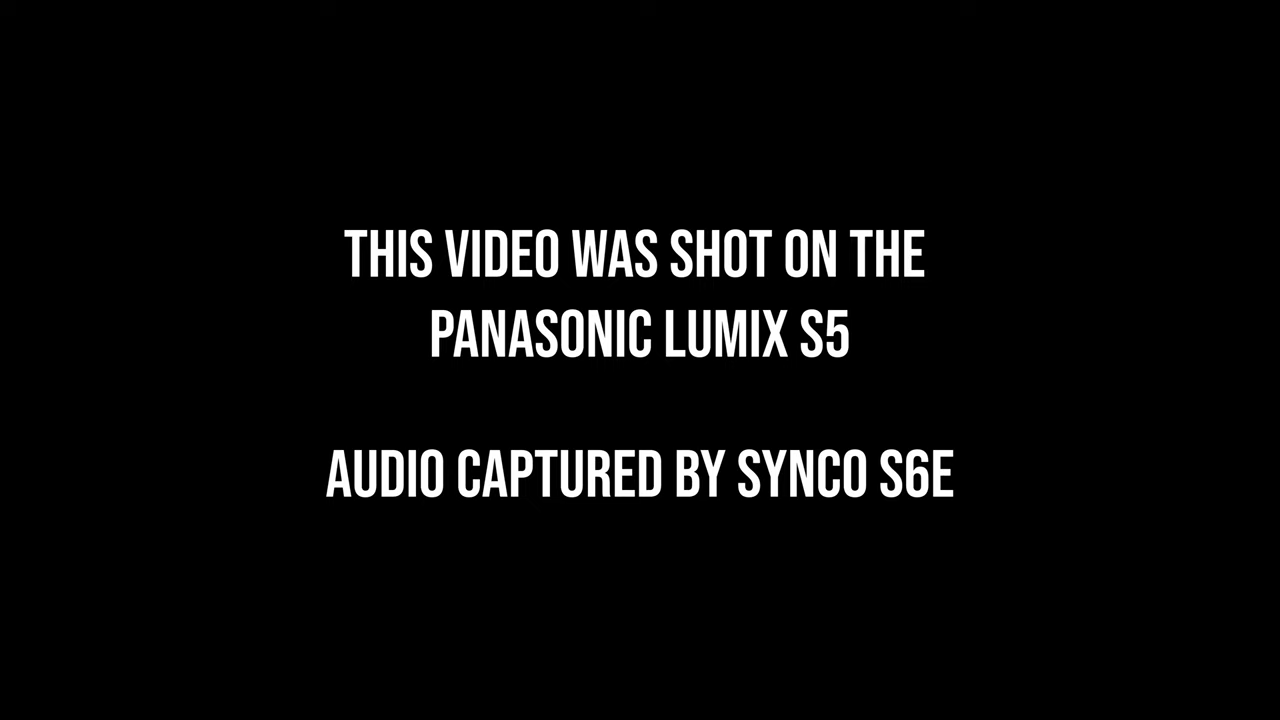 THIS VIDEO WAS SHOT ON THE
PANASONIC LUMIX S5
AUDIO CAPTURED BY SYNCO S6E